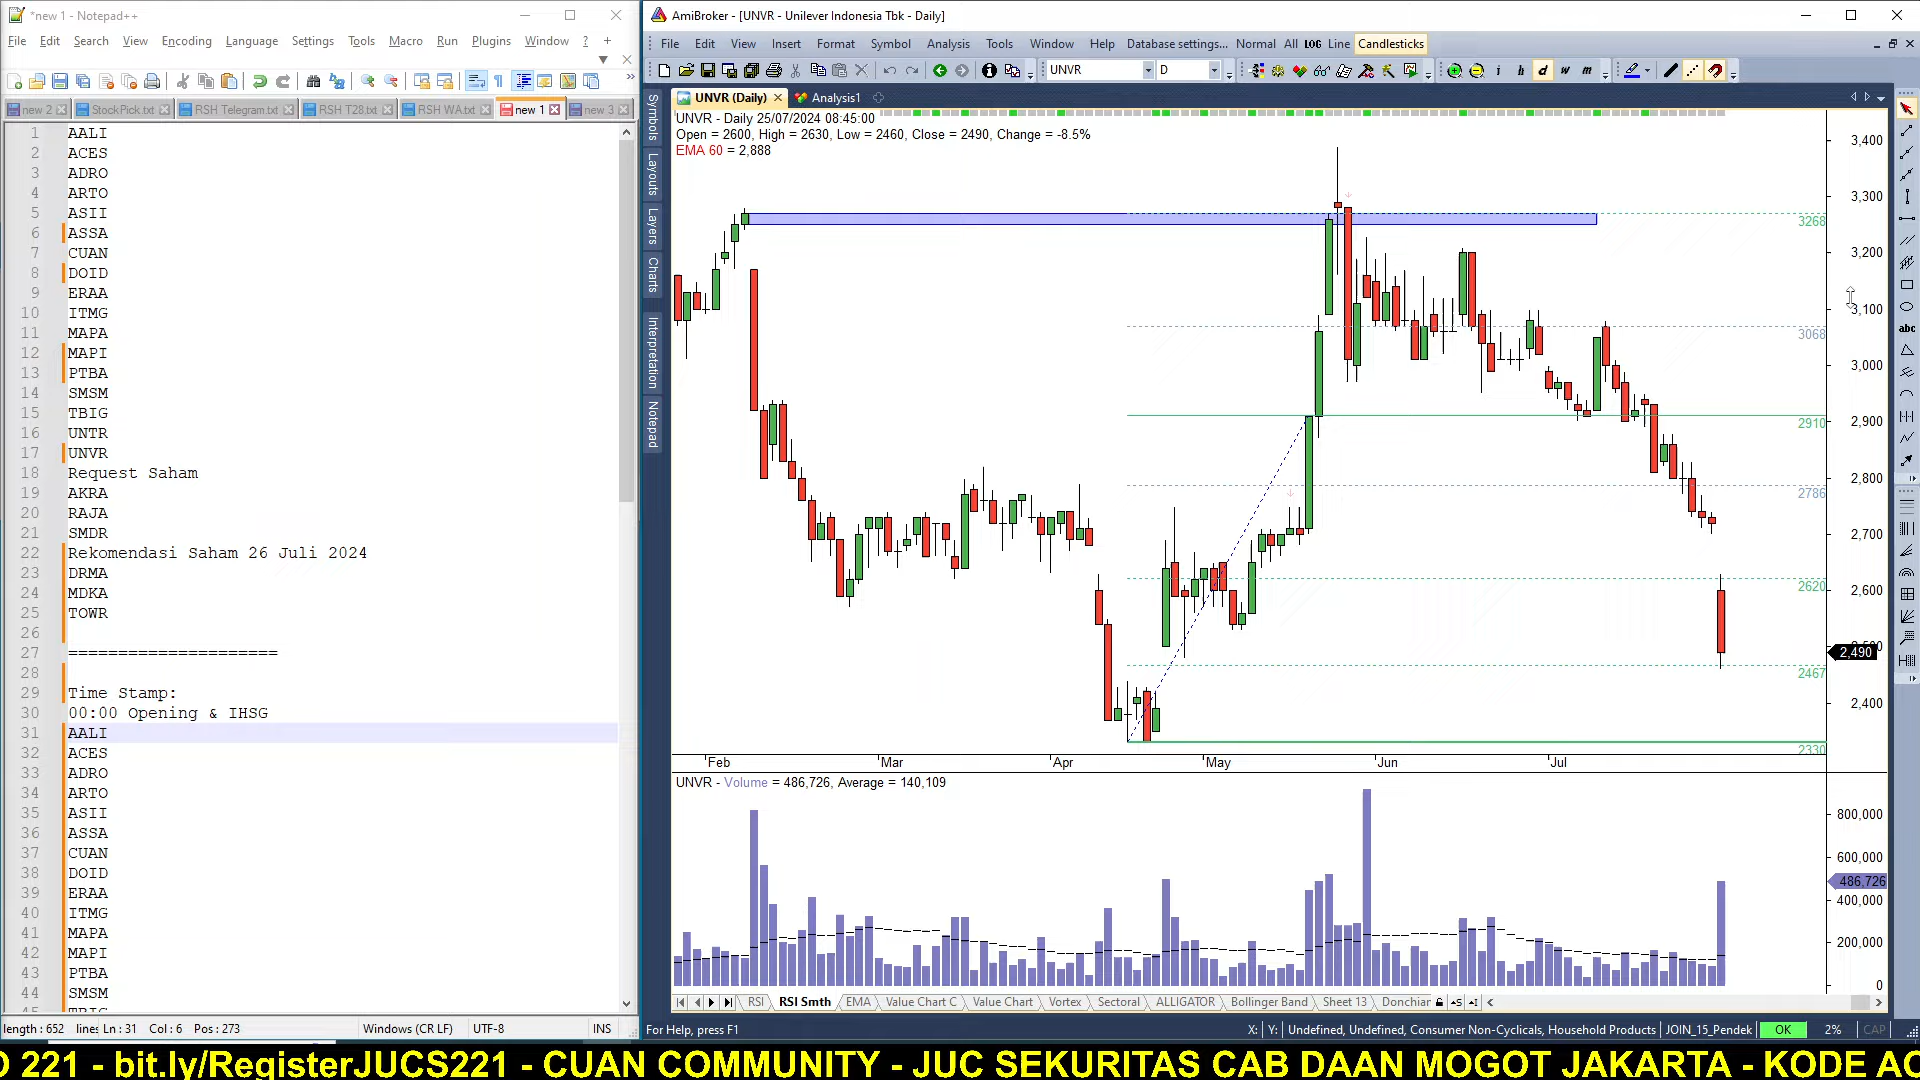 *new 1 - Notepad++
File Edit Search View Encoding Language Settings Tools Macro Run Plugins Window ? +
new 2 StockPick.txt RSH Telegram.txt RSH T28.txt RSH WA.txt new 1 new 3
1 AALI
2 ACES
3 ADRO
4 ARTO
5 ASII
6 ASSA
7 CUAN
8 DOID
9 ERAA
10 ITMG
11 MAPA
12 MAPI
13 PTBA
14 SMSM
15 TBIG
16 UNTR
17 UNVR
18 Request Saham
19 AKRA
20 RAJA
21 SMDR
22 Rekomendasi Saham 26 Juli 2024
23 DRMA
24 MDKA
25 TOWR
26
27 =====================
28
29 Time Stamp:
30 00:00 Opening & IHSG
31 AALI
32 ACES
33 ADRO
34 ARTO
35 ASII
36 ASSA
37 CUAN
38 DOID
39 ERAA
40 ITMG
41 MAPA
42 MAPI
43 PTBA
44 SMSM
length : 652 lines Ln : 31 Col : 6 Pos : 273 Windows (CR LF) UTF-8 INS
AmiBroker - [UNVR - Unilever Indonesia Tbk - Daily]
File Edit View Insert Format Symbol Analysis Tools Window Help Database settings... Normal All LOG Line Candlesticks
UNVR D i h d w m
Symbols
Layouts
Layers
Charts
Interpretation
Notepad
UNVR (Daily) Analysis1
UNVR - Daily 25/07/2024 08:45:00
Open = 2600, High = 2630, Low = 2460, Close = 2490, Change = -8.5%
EMA 60 = 2,888
3,400
3,300
3268
3,200
3,100
3068
3,000
2910
2,900
2,800
2786
2,700
2620
2,600
2,490
2467
2,400
2330
abc
Feb Mar Apr May Jun Jul
UNVR - Volume = 486,726, Average = 140,109
800,000
600,000
486,726
400,000
200,000
0
RSI RSI Smth EMA Value Chart C Value Chart Vortex Sectoral ALLIGATOR Bollinger Band Sheet 13 Donchian
For Help, press F1 X: Y: Undefined, Undefined, Consumer Non-Cyclicals, Household Products JOIN_15_Pendek OK 2% CAP
221 - bit.ly/RegisterJUCS221 - CUAN COMMUNITY - JUC SEKURITAS CAB DAAN MOGOT JAKARTA - KODE